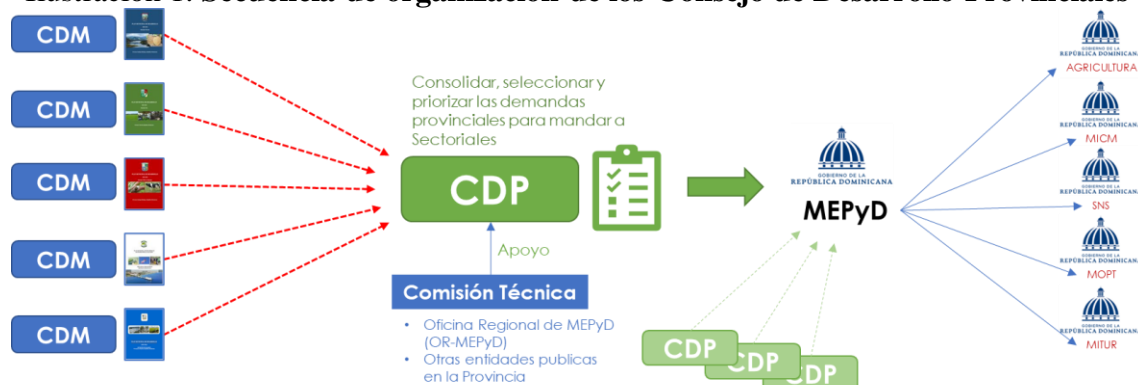 Ilustración 1. Secuencia de organización de los Consejo de Desarrollo Provinciales
CDM
CDM
CDM
CDM
CDM
Consolidar, seleccionar y
priorizar las demandas
provinciales para mandar a
Sectoriales
CDP
Apoyo
Comisión Técnica
• Oficina Regional de MEPyD
(OR-MEPyD)
• Otras entidades publicas
en la Provincia
GOBIERNO DE LA
REPÚBLICA DOMINICANA
MEPyD
CDP
CDP
CDP
GOBIERNO DE LA
REPÚBLICA DOMINICANA
AGRICULTURA
GOBIERNO DE LA
REPÚBLICA DOMINICANA
MICM
GOBIERNO DE LA
REPÚBLICA DOMINICANA
SNS
GOBIERNO DE LA
REPÚBLICA DOMINICANA
MOPT
GOBIERNO DE LA
REPÚBLICA DOMINICANA
MITUR